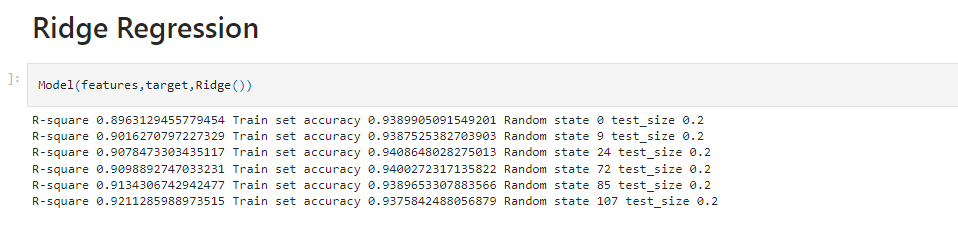 Ridge Regression
]:
Model(features,target,Ridge())
R-square 0.8963129455779454 Train set accuracy 0.9389905091549201 Random state 0 test_size 0.2
R-square 0.9016270797227329 Train set accuracy 0.9387525382703903 Random state 9 test_size 0.2
R-square 0.9078473303435117 Train set accuracy 0.9408648028275013 Random state 24 test_size 0.2
R-square 0.9098892747033231 Train set accuracy 0.9400272317135822 Random state 72 test_size 0.2
R-square 0.9134306742942477 Train set accuracy 0.9389653307883566 Random state 85 test_size 0.2
R-square 0.9211285988973515 Train set accuracy 0.9375842488056879 Random state 107 test_size 0.2